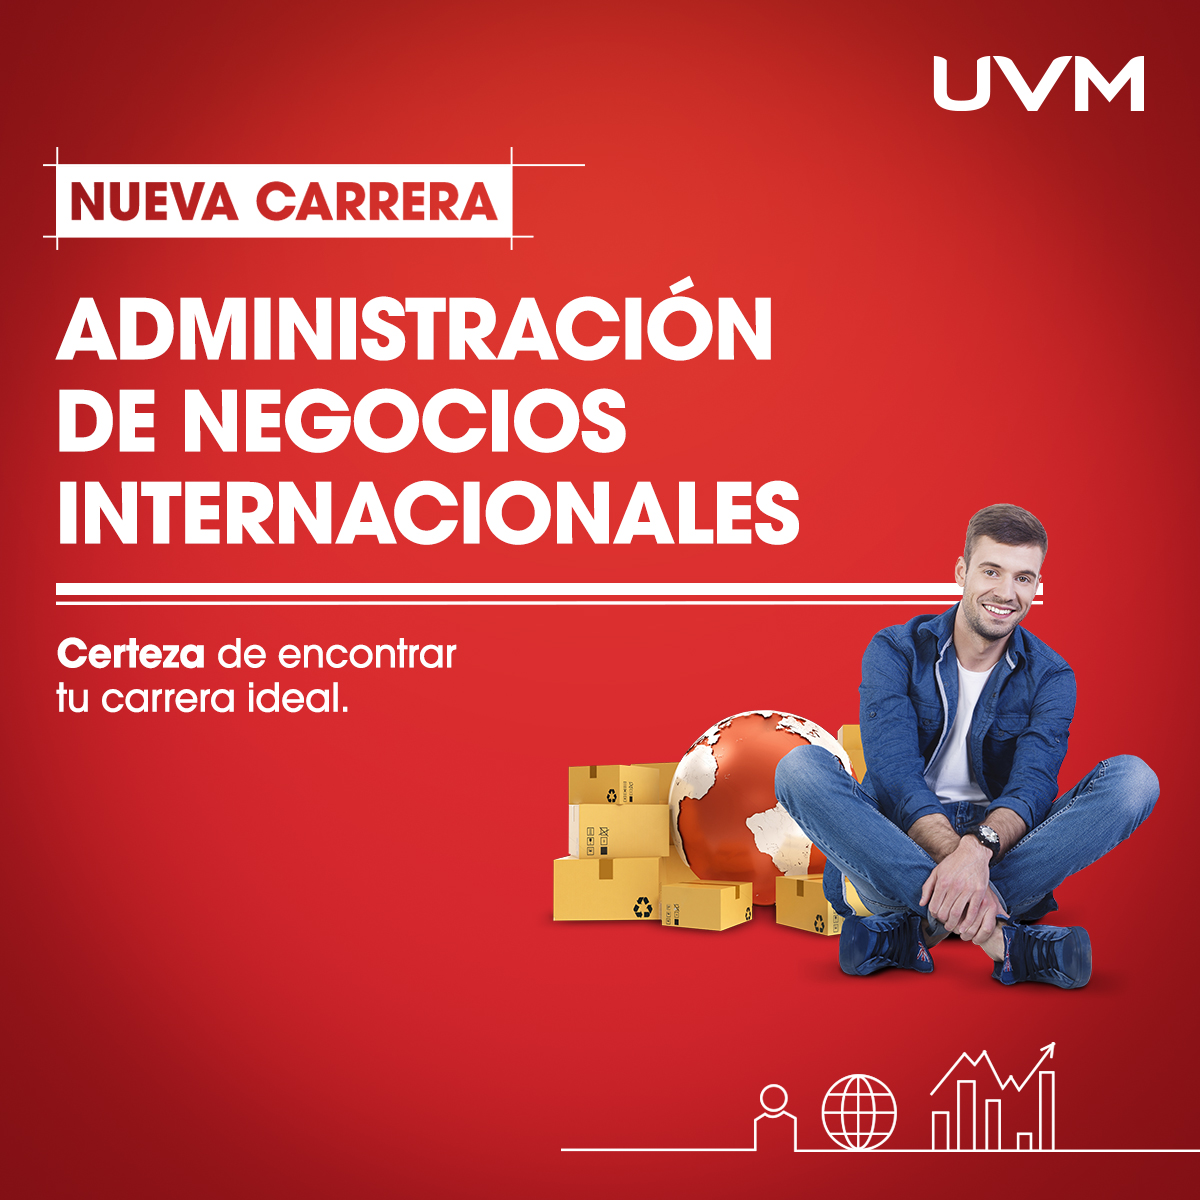 UVM
NUEVA CARRERA
ADMINISTRACIÓN
DE NEGOCIOS
INTERNACIONALES
Certeza de encontrar
tu carrera ideal.